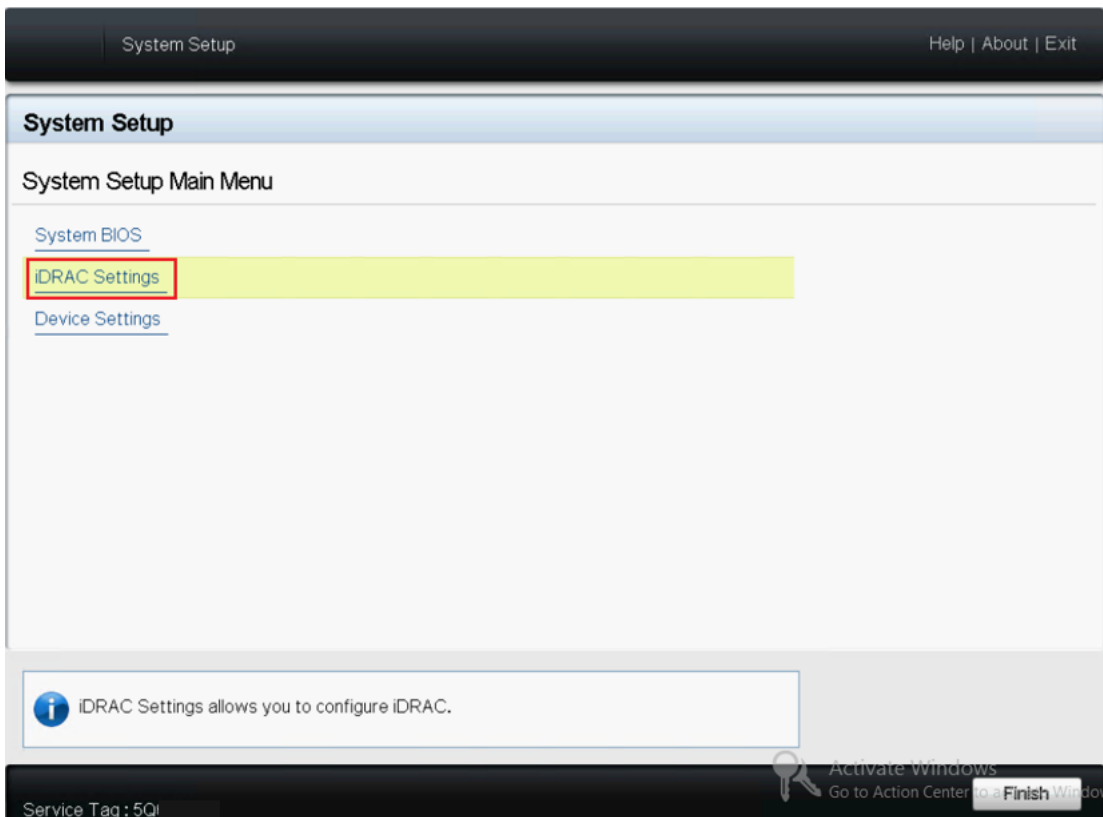 System Setup
Help | About | Exit
System Setup
System Setup Main Menu
System BIOS
iDRAC Settings
Device Settings
iDRAC Settings allows you to configure iDRAC.
Activate Windows
Go to Action Center to a
Finish
Service Tag : 5Q